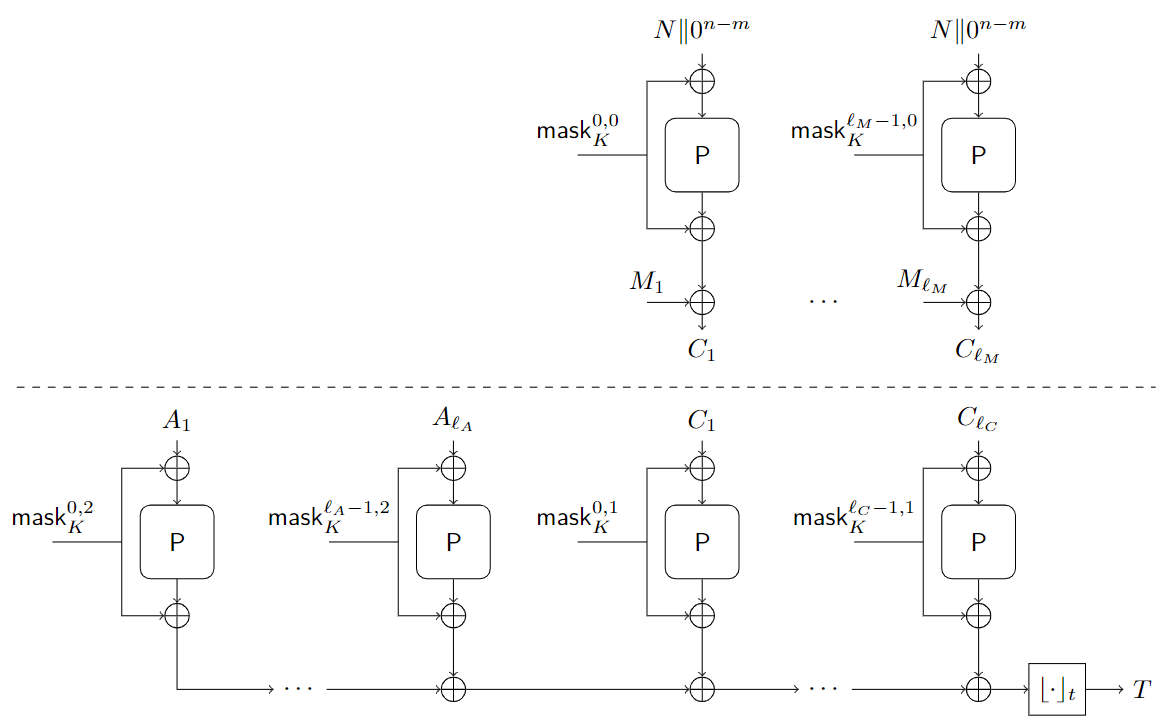 N‖0^{n−m} N‖0^{n−m}
mask_K^{0,0} P mask_K^{ℓ_M−1,0} P
M_1 ⋯ M_{ℓ_M}
C_1 C_{ℓ_M}
A_1 A_{ℓ_A} C_1 C_{ℓ_C}
mask_K^{0,2} P mask_K^{ℓ_A−1,2} P mask_K^{0,1} P mask_K^{ℓ_C−1,1} P
⋯ ⋯ ⌊·⌋_t T